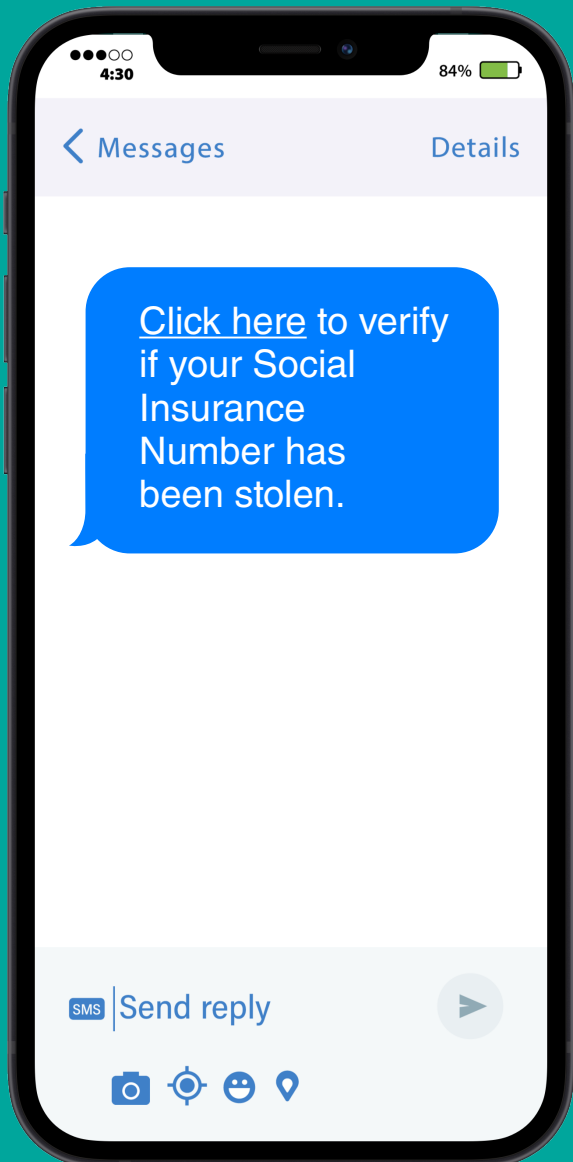 4:30
84%
Messages
Details
Click here to verify
if your Social
Insurance
Number has
been stolen.
SMS Send reply